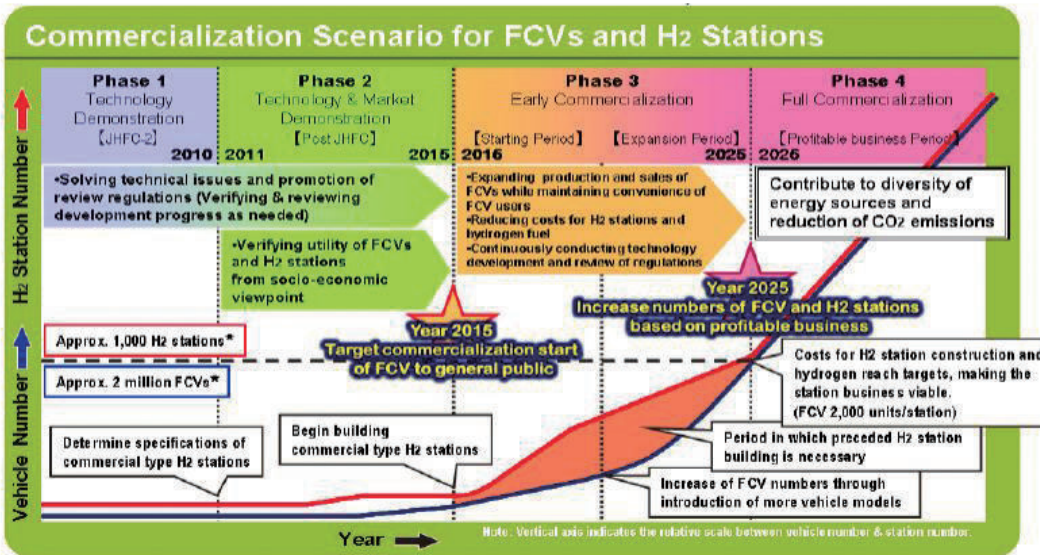 Commercialization Scenario for FCVs and H2 Stations
Phase 1
Technology
Demonstration
【JHFC-2】
2010
Phase 2
Technology & Market
Demonstration
【Post JHFC】
2011
2015
Phase 3
Early Commercialization
【Starting Period】
【Expansion Period】
2016
2025
Phase 4
Full Commercialization
【Profitable business Period】
2026
•Solving technical issues and promotion of
review regulations (Verifying & reviewing
development progress as needed)
•Verifying utility of FCVs
and H2 stations
from socio-economic
viewpoint
•Expanding production and sales of
FCVs while maintaining convenience of
FCV users
•Reducing costs for H2 stations and
hydrogen fuel
•Continuously conducting technology
development and review of regulations
Contribute to diversity of
energy sources and
reduction of CO2 emissions
Year 2015
Target commercialization start
of FCV to general public
Year 2025
Increase numbers of FCV and H2 stations
based on profitable business
H2 Station Number
Vehicle Number
Approx. 1,000 H2 stations*
Approx. 2 million FCVs*
Determine specifications of
commercial type H2 stations
Begin building
commercial type H2 stations
Costs for H2 station construction and
hydrogen reach targets, making the
station business viable.
(FCV 2,000 units/station)
Period in which preceded H2 station
building is necessary
Increase of FCV numbers through
introduction of more vehicle models
Year
Note: Vertical axis indicates the relative scale between vehicle number & station number.